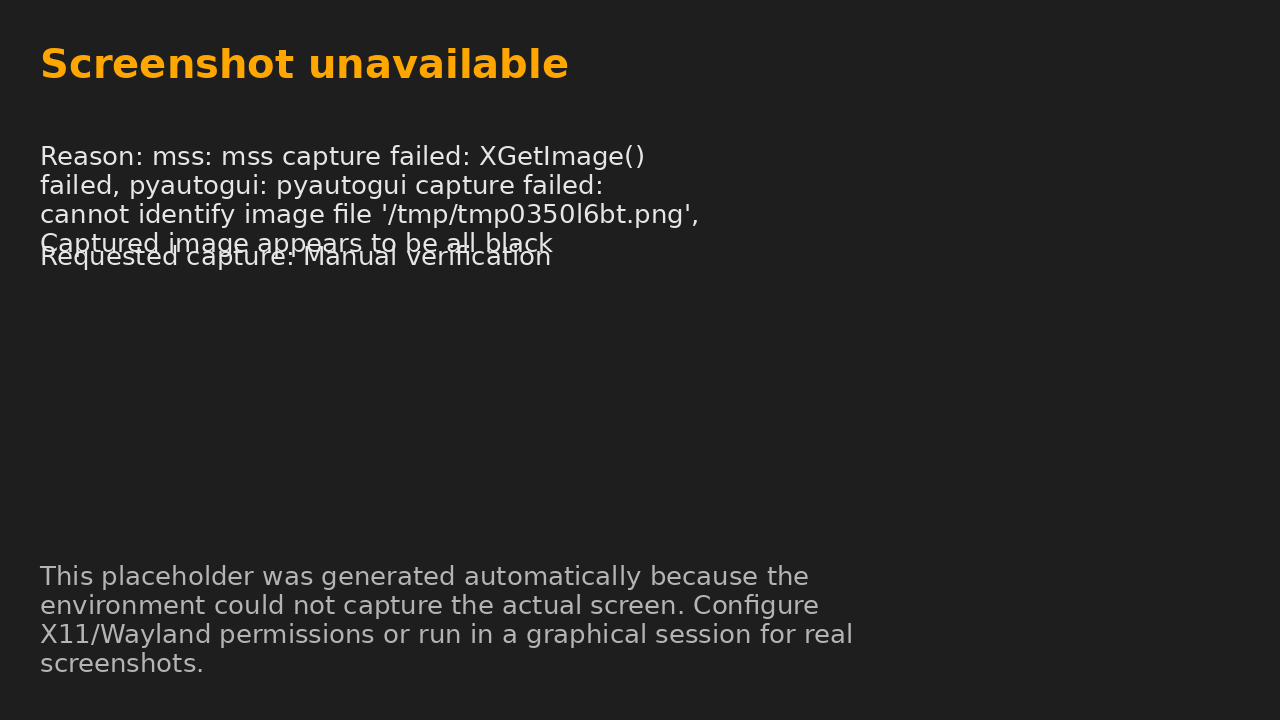 Screenshot unavailable
Reason: mss: mss capture failed: XGetImage()
failed, pyautogui: pyautogui capture failed:
cannot identify image file '/tmp/tmp0350l6bt.png',
Captured image appears to be all black
Requested capture: Manual verification
This placeholder was generated automatically because the
environment could not capture the actual screen. Configure
X11/Wayland permissions or run in a graphical session for real
screenshots.